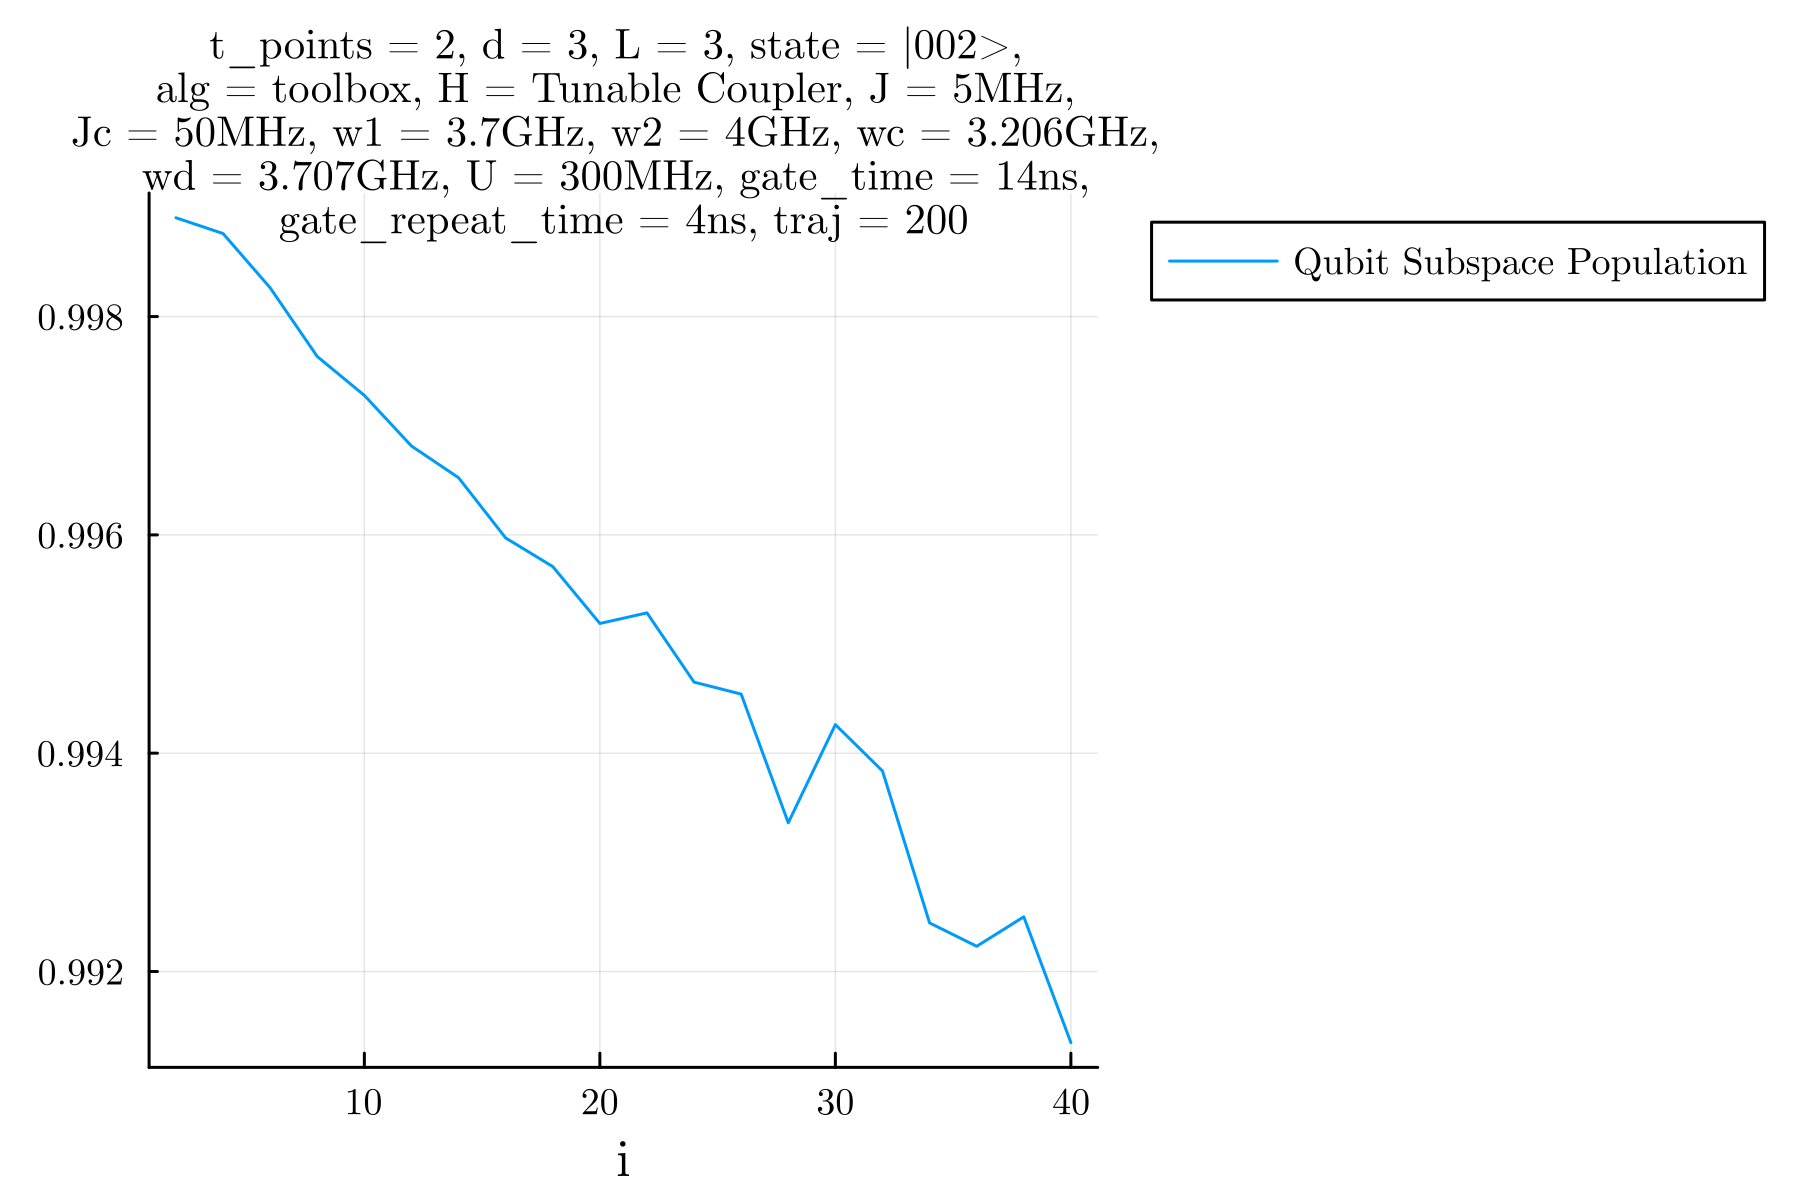 t_points = 2, d = 3, L = 3, state = |002>,
alg = toolbox, H = Tunable Coupler, J = 5MHz,
Jc = 50MHz, w1 = 3.7GHz, w2 = 4GHz, wc = 3.206GHz,
wd = 3.707GHz, U = 300MHz, gate_time = 14ns,
gate_repeat_time = 4ns, traj = 200
Qubit Subspace Population
0.998
0.996
0.994
0.992
10 20 30 40
i